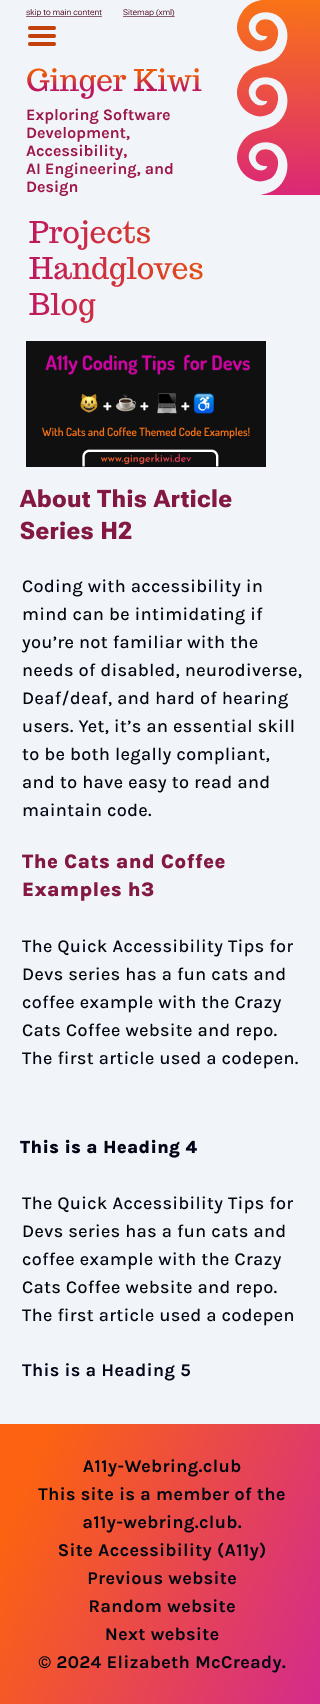 skip to main content Sitemap (xml)
Ginger Kiwi
Exploring Software
Development,
Accessibility,
AI Engineering, and
Design
Projects
Handgloves
Blog
A11y Coding Tips for Devs
+ + +
With Cats and Coffee Themed Code Examples!
www.gingerkiwi.dev
About This Article
Series H2
Coding with accessibility in
mind can be intimidating if
you’re not familiar with the
needs of disabled, neurodiverse,
Deaf/deaf, and hard of hearing
users. Yet, it’s an essential skill
to be both legally compliant,
and to have easy to read and
maintain code.
The Cats and Coffee
Examples h3
The Quick Accessibility Tips for
Devs series has a fun cats and
coffee example with the Crazy
Cats Coffee website and repo.
The first article used a codepen.
This is a Heading 4
The Quick Accessibility Tips for
Devs series has a fun cats and
coffee example with the Crazy
Cats Coffee website and repo.
The first article used a codepen
This is a Heading 5
A11y-Webring.club
This site is a member of the
a11y-webring.club.
Site Accessibility (A11y)
Previous website
Random website
Next website
© 2024 Elizabeth McCready.